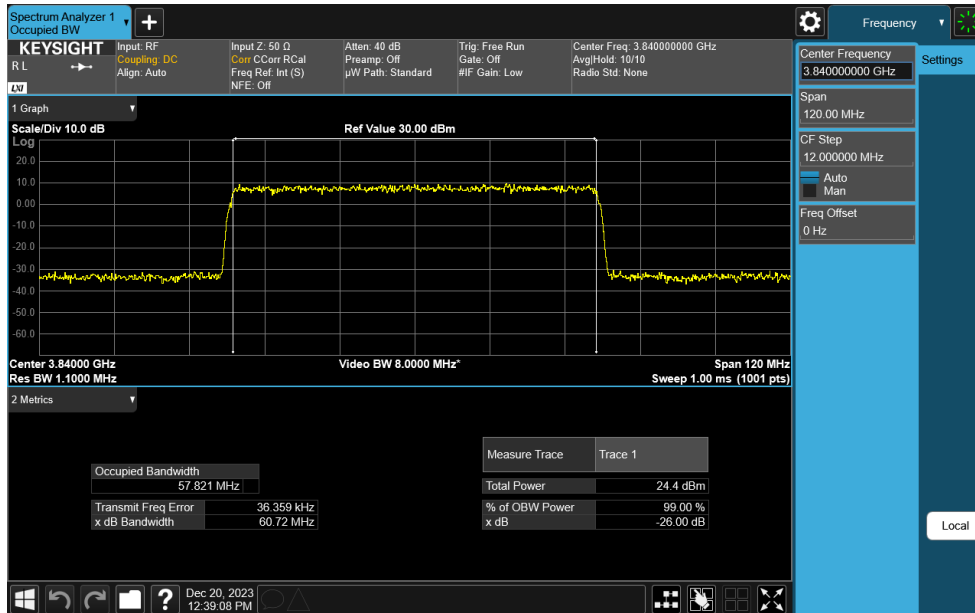 Spectrum Analyzer 1
Occupied BW
Frequency
KEYSIGHT
R L
LXI
Input: RF
Coupling: DC
Align: Auto
Input Z: 50 Ω
Corr CCorr RCal
Freq Ref: Int (S)
NFE: Off
Atten: 40 dB
Preamp: Off
µW Path: Standard
Trig: Free Run
Gate: Off
#IF Gain: Low
Center Freq: 3.840000000 GHz
Avg|Hold: 10/10
Radio Std: None
Center Frequency
3.840000000 GHz
Settings
Span
120.00 MHz
CF Step
12.000000 MHz
Auto
Man
Freq Offset
0 Hz
1 Graph
Scale/Div 10.0 dB
Ref Value 30.00 dBm
Log
20.0
10.0
0.00
-10.0
-20.0
-30.0
-40.0
-50.0
-60.0
Center 3.84000 GHz
Video BW 8.0000 MHz*
Span 120 MHz
Res BW 1.1000 MHz
Sweep 1.00 ms (1001 pts)
2 Metrics
Measure Trace
Trace 1
Occupied Bandwidth
57.821 MHz
Total Power
24.4 dBm
Transmit Freq Error
36.359 kHz
% of OBW Power
99.00 %
x dB Bandwidth
60.72 MHz
x dB
-26.00 dB
Local
?
Dec 20, 2023
12:39:08 PM